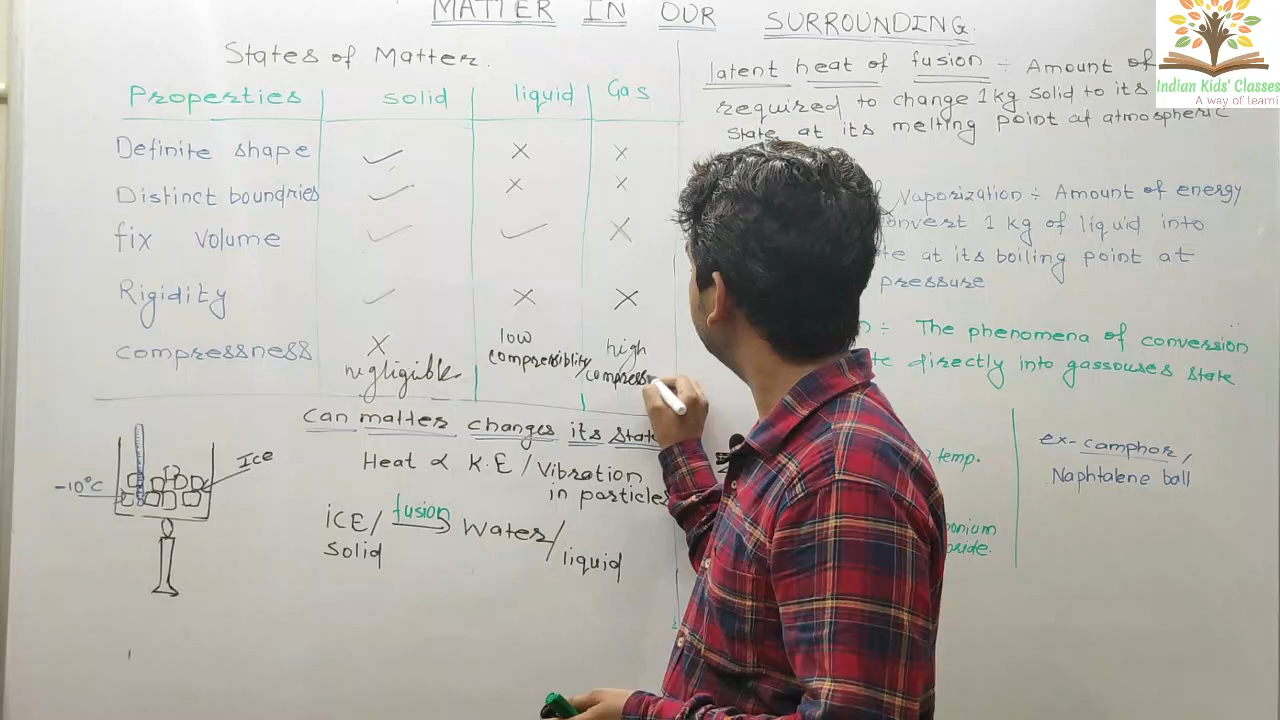 MATTER IN OUR SURROUNDING
States of Matter.
Properties solid liquid Gas
Definite shape ✓ × ×
Distinct boundries ✓ × ×
fix volume ✓ ✓ ×
Rigidity ✓ × ×
compressness × negligible low compressiblity / high compress
Can matter changes its stat
Heat ∝ K.E / Vibration
in particles
ICE/ solid fusion → Water/ liquid
-10°C
Ice
latent heat of fusion ÷ Amount of
required to change 1kg solid to its
state at its melting point at atmospheric
Vaporization ÷ Amount of energy
onvert 1 kg of liquid into
te at its boiling point at
pressure
n ÷ The phenomena of conversion
te directly into gassouses state
temp.
onium
oride.
ex- camphor,
Naphtalene ball
Indian Kids' Classes
A way of learni